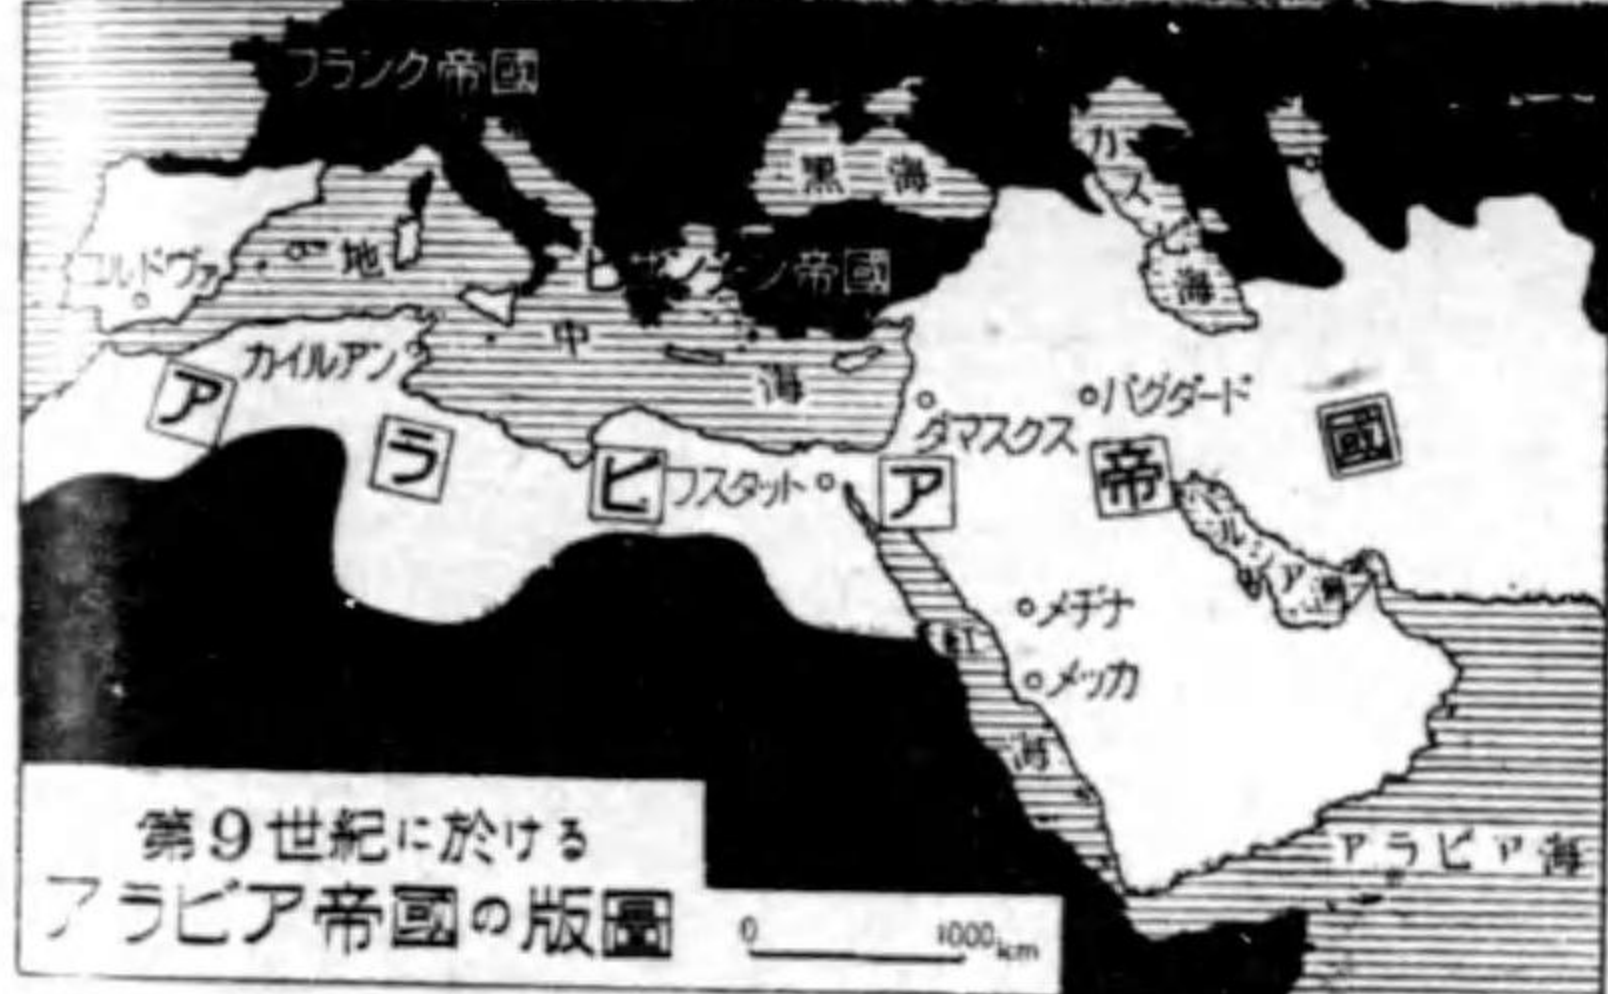 フランク帝國
黒海
カスピ海
コルドヴァ
地中海
ビザンチン帝國
カイルアン
アラビア帝國
バグダード
ダマスクス
フスタット
ペルシア灣
メヂナ
メッカ
紅海
アラビア海
第9世紀に於ける
アラビア帝國の版圖
0 1000km